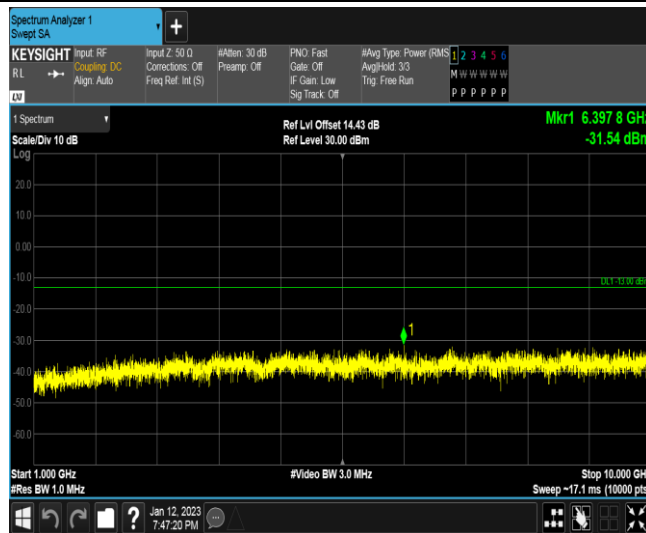 Spectrum Analyzer 1
Swept SA
+
KEYSIGHT
RL
Input: RF
Coupling: DC
Align: Auto
Input Z: 50 Ω
Corrections: Off
Freq Ref: Int (S)
#Atten: 30 dB
Preamp: Off
PNO: Fast
Gate: Off
IF Gain: Low
Sig Track: Off
#Avg Type: Power (RMS
Avg|Hold: 3/3
Trig: Free Run
1 2 3 4 5 6
M W W W W W
P P P P P P
1 Spectrum
Scale/Div 10 dB
Log
Ref Lvl Offset 14.43 dB
Ref Level 30.00 dBm
Mkr1 6.397 8 GHz
-31.54 dBm
20.0
10.0
0.00
-10.0
-20.0
-30.0
-40.0
-50.0
-60.0
DL1 -13.00 dBm
1
Start 1.000 GHz
#Res BW 1.0 MHz
#Video BW 3.0 MHz
Stop 10.000 GHz
Sweep ~17.1 ms (10000 pts
?
Jan 12, 2023
7:47:20 PM